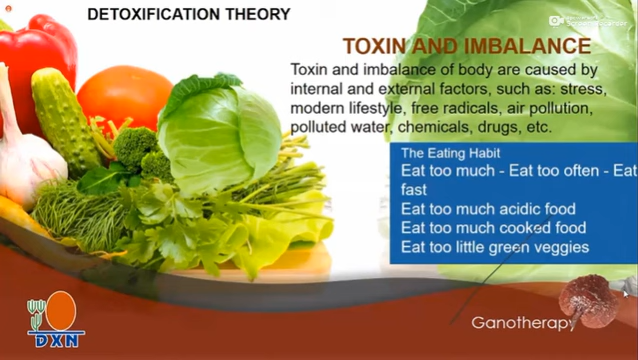 DETOXIFICATION THEORY
TOXIN AND IMBALANCE
Toxin and imbalance of body are caused by
internal and external factors, such as: stress,
modern lifestyle, free radicals, air pollution,
polluted water, chemicals, drugs, etc.
The Eating Habit
Eat too much - Eat too often - Eat
fast
Eat too much acidic food
Eat too much cooked food
Eat too little green veggies
DXN
Ganotherapy